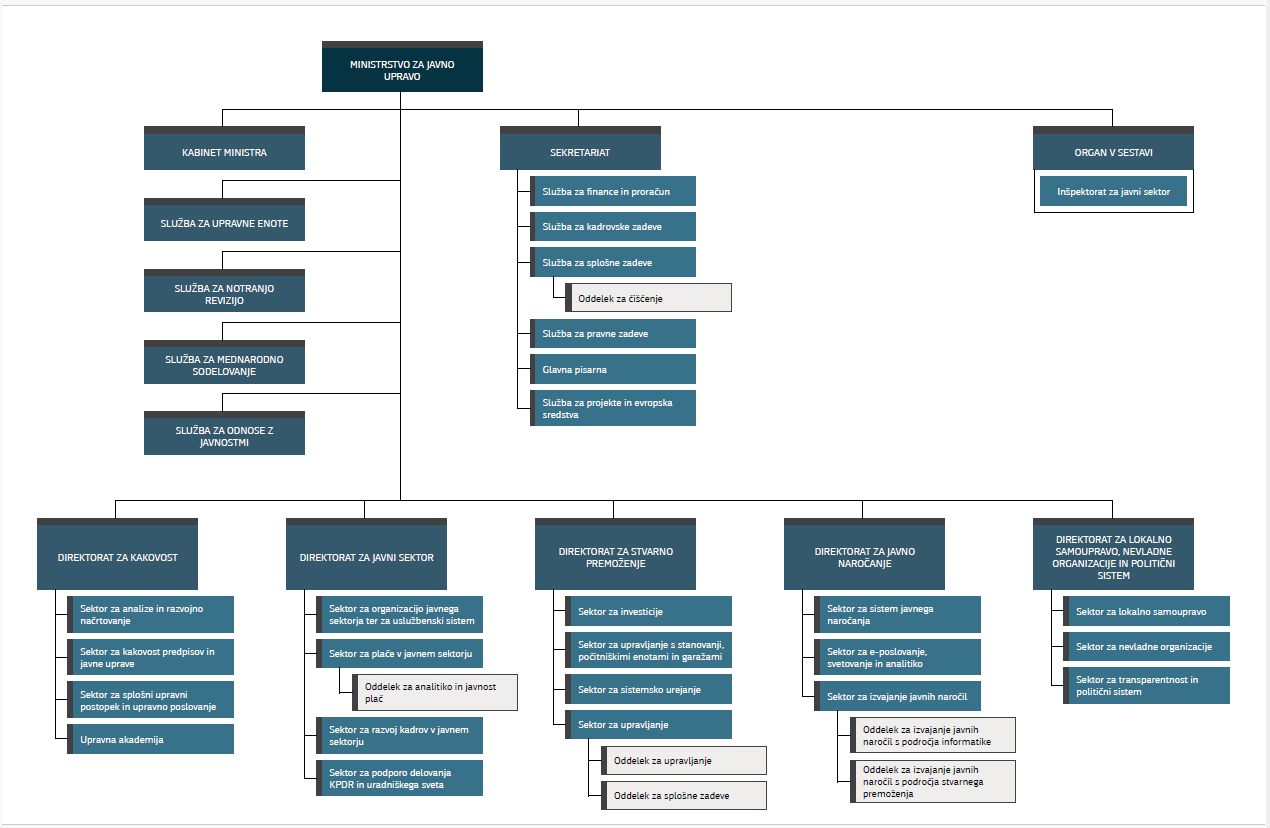 MINISTRSTVO ZA JAVNO
UPRAVO
KABINET MINISTRA
SLUŽBA ZA UPRAVNE ENOTE
SLUŽBA ZA NOTRANJO
REVIZIJO
SLUŽBA ZA MEDNARODNO
SODELOVANJE
SLUŽBA ZA ODNOSE Z
JAVNOSTMI
SEKRETARIAT
Služba za finance in proračun
Služba za kadrovske zadeve
Služba za splošne zadeve
Oddelek za čiščenje
Služba za pravne zadeve
Glavna pisarna
Služba za projekte in evropska
sredstva
ORGAN V SESTAVI
Inšpektorat za javni sektor
DIREKTORAT ZA KAKOVOST
Sektor za analize in razvojno
načrtovanje
Sektor za kakovost predpisov in
javne uprave
Sektor za splošni upravni
postopek in upravno poslovanje
Upravna akademija
DIREKTORAT ZA JAVNI SEKTOR
Sektor za organizacijo javnega
sektorja ter za uslužbenski sistem
Sektor za plače v javnem sektorju
Oddelek za analitiko in javnost
plač
Sektor za razvoj kadrov v javnem
sektorju
Sektor za podporo delovanja
KPDR in uradniškega sveta
DIREKTORAT ZA STVARNO
PREMOŽENJE
Sektor za investicije
Sektor za upravljanje s stanovanji,
počitniškimi enotami in garažami
Sektor za sistemsko urejanje
Sektor za upravljanje
Oddelek za upravljanje
Oddelek za splošne zadeve
DIREKTORAT ZA JAVNO
NAROČANJE
Sektor za sistem javnega
naročanja
Sektor za e-poslovanje,
svetovanje in analitiko
Sektor za izvajanje javnih naročil
Oddelek za izvajanje javnih
naročil s področja informatike
Oddelek za izvajanje javnih
naročil s področja stvarnega
premoženja
DIREKTORAT ZA LOKALNO
SAMOUPRAVO, NEVLADNE
ORGANIZACIJE IN POLITIČNI
SISTEM
Sektor za lokalno samoupravo
Sektor za nevladne organizacije
Sektor za transparentnost in
politični sistem